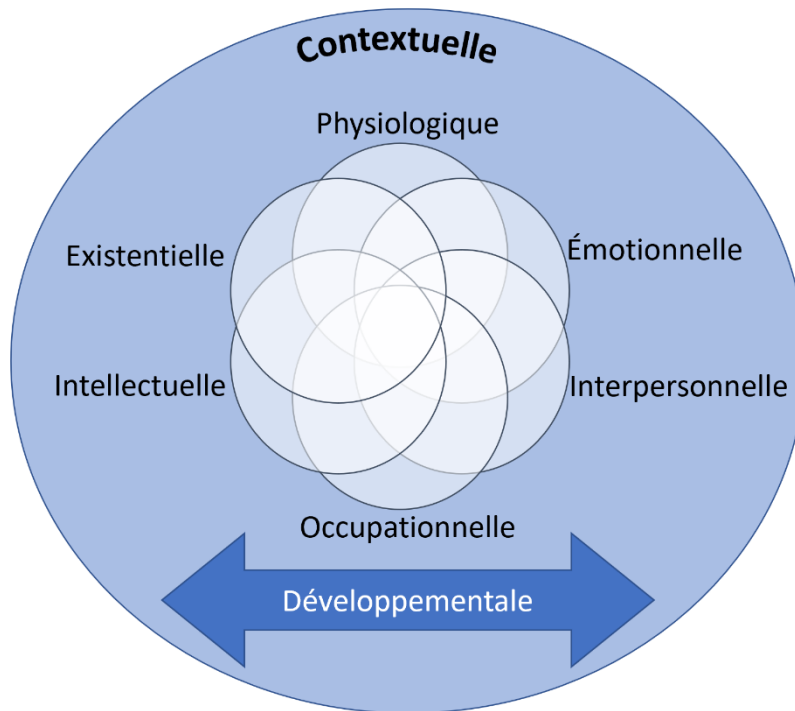 Contextuelle
Physiologique
Existentielle
Émotionnelle
Intellectuelle
Interpersonnelle
Occupationnelle
Développementale